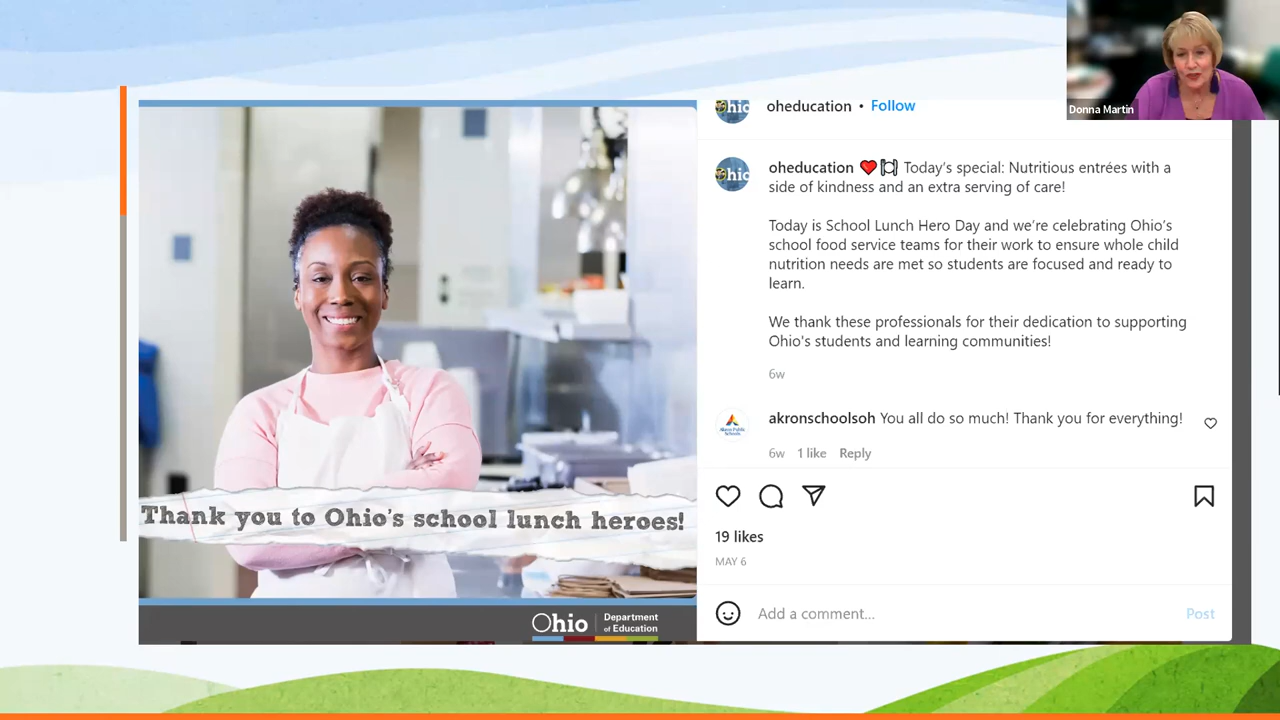 Donna Martin
hio
oheducation • Follow
hio
oheducation ❤️🍽 Today's special: Nutritious entrées with a
side of kindness and an extra serving of care!
Today is School Lunch Hero Day and we're celebrating Ohio's
school food service teams for their work to ensure whole child
nutrition needs are met so students are focused and ready to
learn.
We thank these professionals for their dedication to supporting
Ohio's students and learning communities!
6w
Akron Public
Schools
akronschoolsoh You all do so much! Thank you for everything!
6w 1 like Reply
Thank you to Ohio's school lunch heroes!
19 likes
MAY 6
Add a comment...
Post
Ohio
Department
of Education